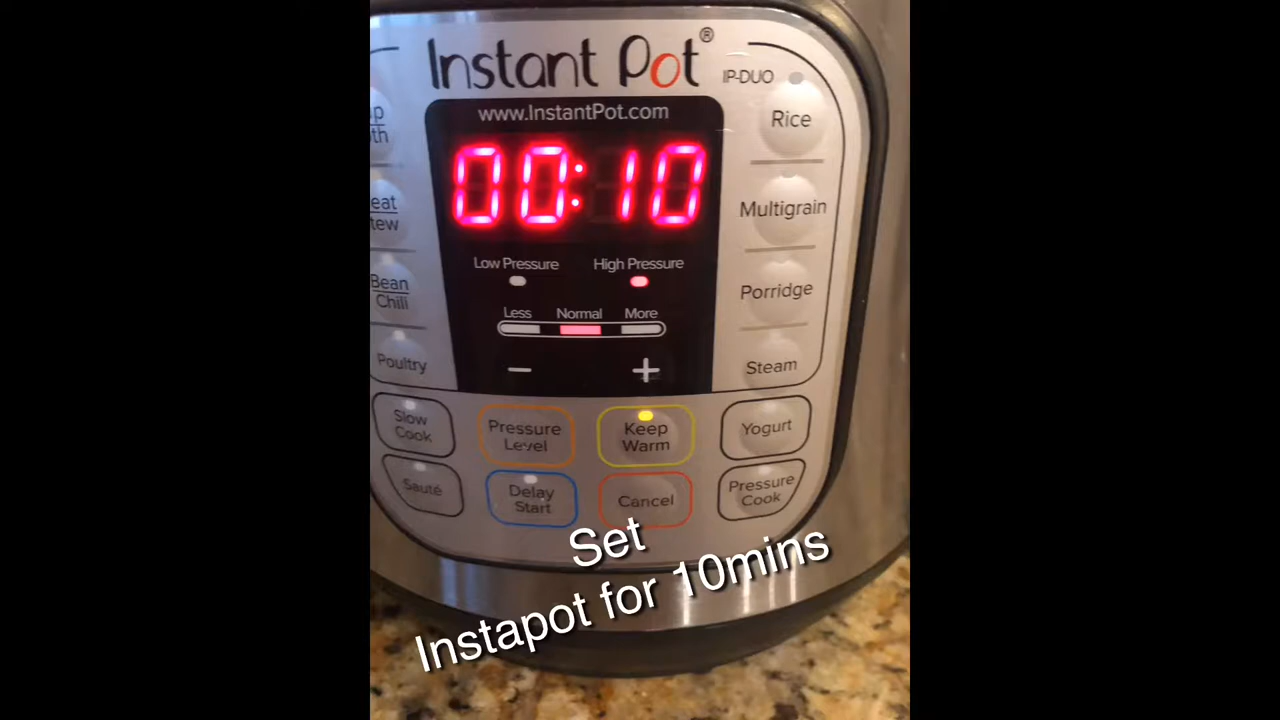 Instant Pot®
IP-DUO
www.InstantPot.com
00:10
Low Pressure High Pressure
Less Normal More
− +
Rice
Multigrain
Porridge
Steam
Bean
Chili
Poultry
Slow
Cook
Sauté
Pressure
Level
Keep
Warm
Yogurt
Delay
Start
Cancel
Pressure
Cook
Set
Instapot for 10mins